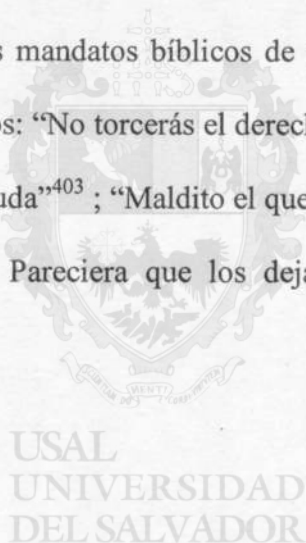 s mandatos bíblicos de
os: “No torcerás el derech
uda”403 ; “Maldito el que
Pareciera que los deja
USAL
UNIVERSIDAD
DEL SALVADOR